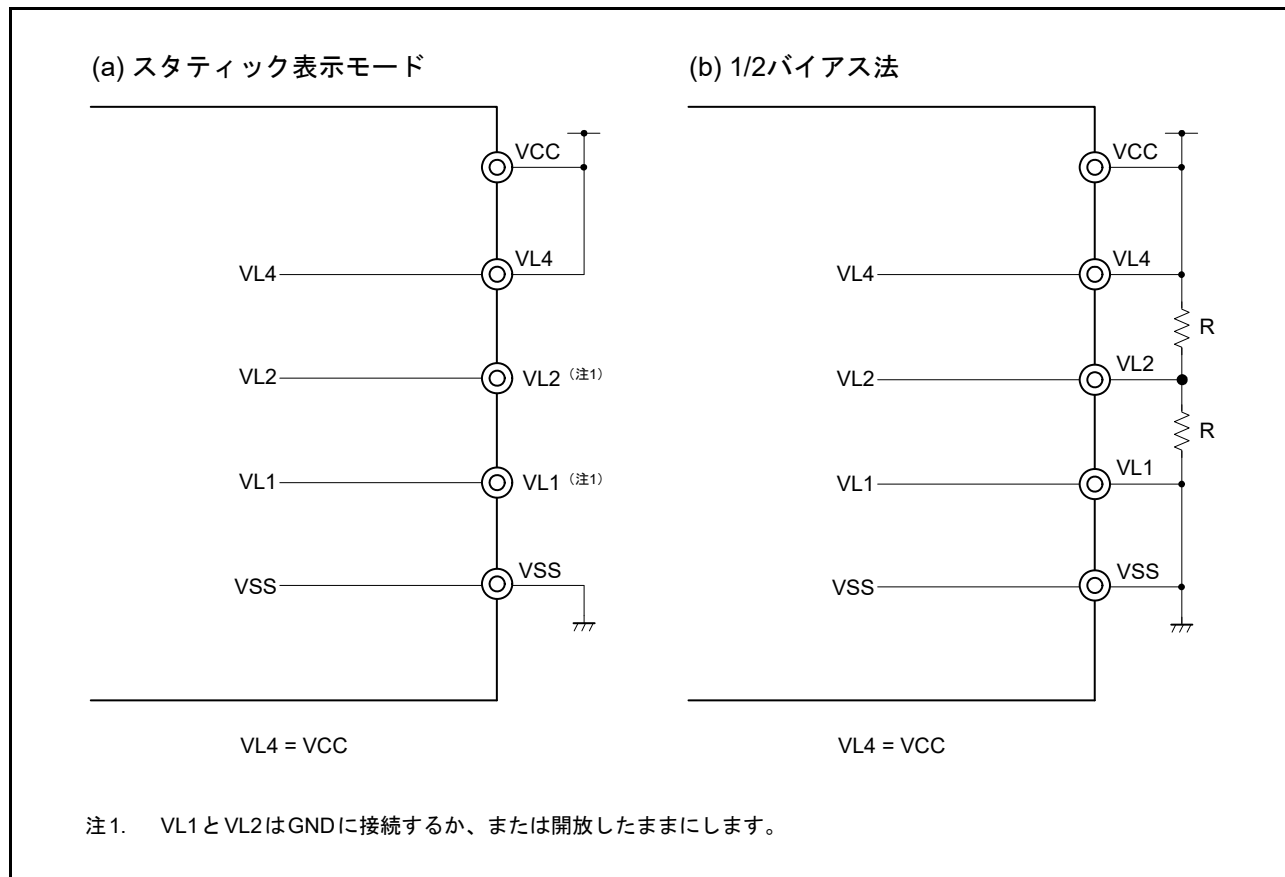 (a) スタティック表示モード
VCC
VL4
VL4
VL2
VL2（注1）
VL1
VL1（注1）
VSS
VSS
VL4 = VCC
(b) 1/2バイアス法
VCC
VL4
VL4
R
VL2
VL2
R
VL1
VL1
VSS
VSS
VL4 = VCC
注1. VL1とVL2はGNDに接続するか、または開放したままにします。